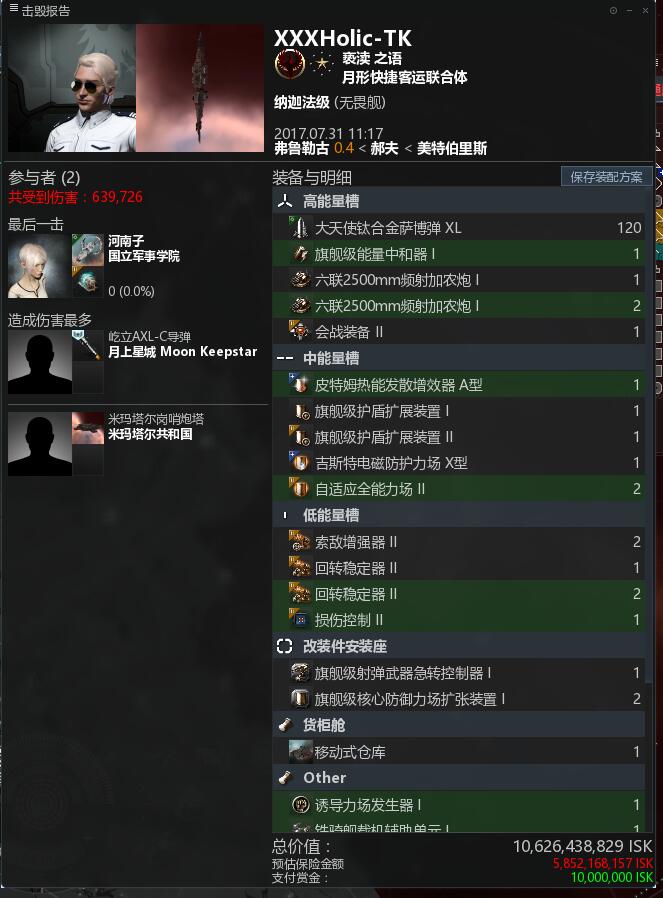 击毁报告
XXXHolic-TK
亵渎 之语
月形快捷客运联合体
纳迦法级 (无畏舰)
2017.07.31 11:17
弗鲁勒古 0.4 < 郝夫 < 美特伯里斯
参与者 (2)
共受到伤害：639,726
最后一击
河南子
国立军事学院
0 (0.0%)
造成伤害最多
屹立AXL-C导弹
月上星城 Moon Keepstar
米玛塔尔岗哨炮塔
米玛塔尔共和国
装备与明细
保存装配方案
高能量槽
大天使钛合金萨博弹 XL 120
旗舰级能量中和器 I 1
六联2500mm频射加农炮 I 1
六联2500mm频射加农炮 I 2
会战装备 II 1
中能量槽
皮特姆热能发散增效器 A型 1
旗舰级护盾扩展装置 I 1
旗舰级护盾扩展装置 II 1
吉斯特电磁防护力场 X型 1
自适应全能力场 II 2
低能量槽
索敌增强器 II 2
回转稳定器 II 1
回转稳定器 II 2
损伤控制 II 1
改装件安装座
旗舰级射弹武器急转控制器 I 1
旗舰级核心防御力场扩张装置 I 2
货柜舱
移动式仓库 1
Other
诱导力场发生器 I 1
铁骑舰载机辅助单元 I 1
总价值： 10,626,438,829 ISK
预估保险金额 5,852,168,157 ISK
支付赏金： 10,000,000 ISK